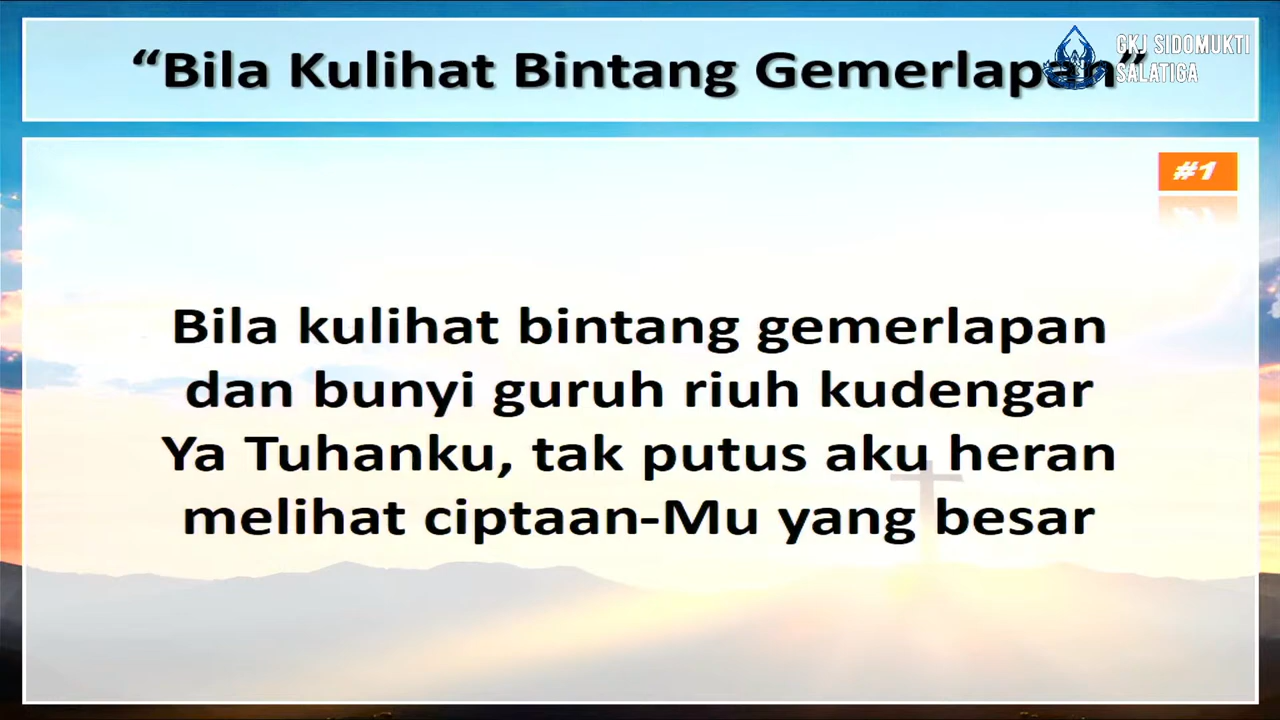 “Bila Kulihat Bintang Gemerlapan”
GKJ SIDOMUKTI
SALATIGA
#1
Bila kulihat bintang gemerlapan
dan bunyi guruh riuh kudengar
Ya Tuhanku, tak putus aku heran
melihat ciptaan-Mu yang besar